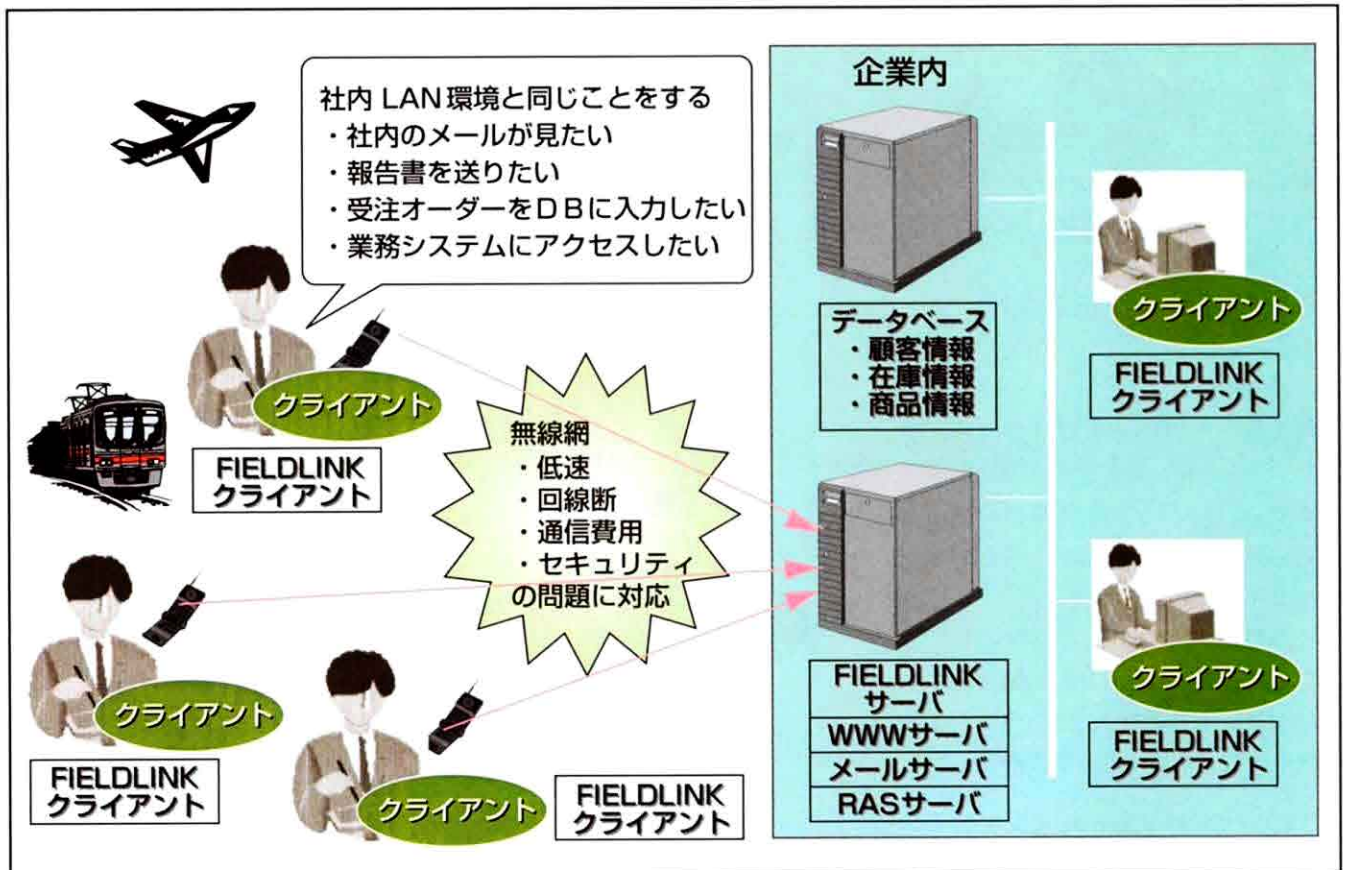 社内 LAN環境と同じことをする
・社内のメールが見たい
・報告書を送りたい
・受注オーダーをDBに入力したい
・業務システムにアクセスしたい
クライアント
FIELDLINK
クライアント
無線網
・低速
・回線断
・通信費用
・セキュリティ
の問題に対応
クライアント
FIELDLINK
クライアント
クライアント
FIELDLINK
クライアント
企業内
データベース
・顧客情報
・在庫情報
・商品情報
クライアント
FIELDLINK
クライアント
FIELDLINK
サーバ
WWWサーバ
メールサーバ
RASサーバ
クライアント
FIELDLINK
クライアント